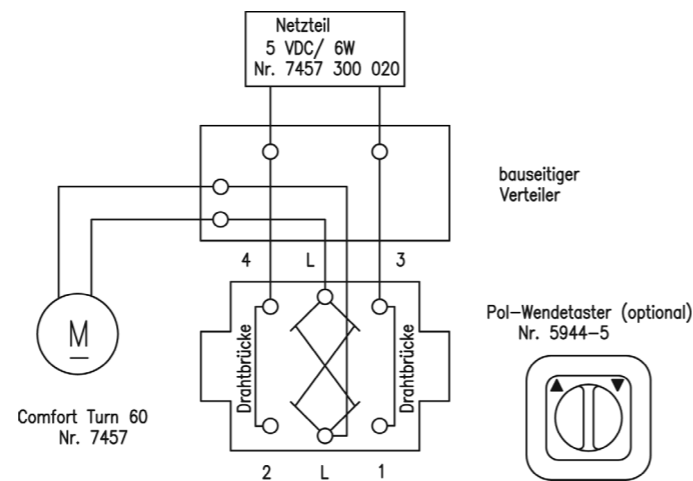 Netzteil
5 VDC/ 6W
Nr. 7457 300 020
bauseitiger
Verteiler
4 L 3
Pol-Wendetaster (optional)
Nr. 5944-5
M
Drahtbrücke
Drahtbrücke
Comfort Turn 60
Nr. 7457
2 L 1